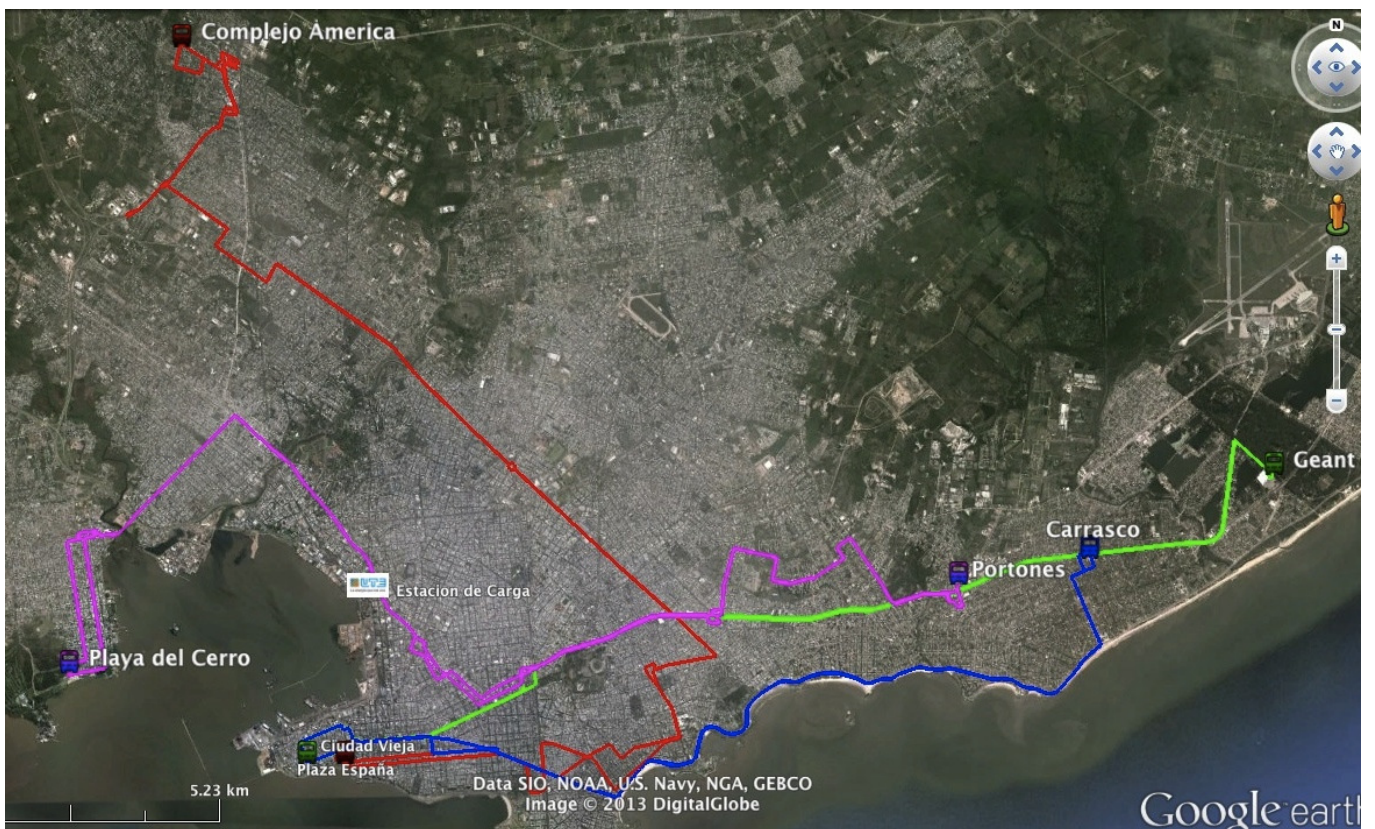 Complejo America
N
Geant
Carrasco
Portones
UTE
Estacion de Carga
Playa del Cerro
Ciudad Vieja
Plaza España
5.23 km
Data SIO, NOAA, U.S. Navy, NGA, GEBCO
Image © 2013 DigitalGlobe
Google earth